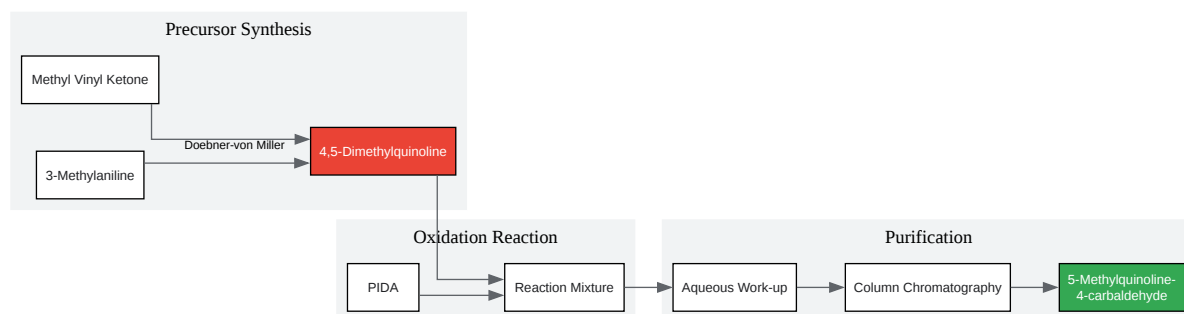 Precursor Synthesis
Methyl Vinyl Ketone
Doebner-von Miller
4,5-Dimethylquinoline
3-Methylaniline
Oxidation Reaction
Purification
PIDA
Reaction Mixture
Aqueous Work-up
Column Chromatography
5-Methylquinoline-
4-carbaldehyde